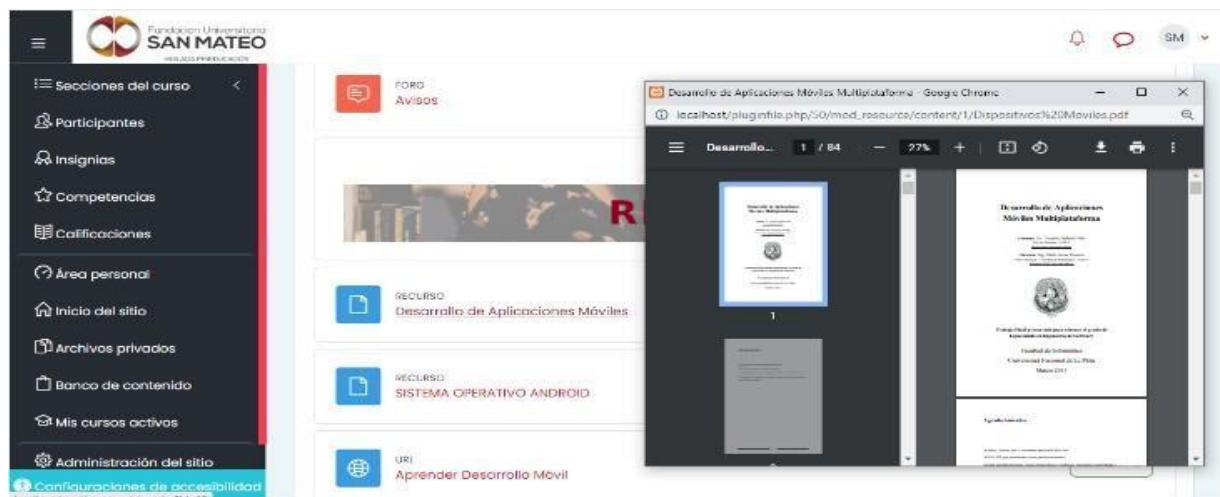 Fundación Universitaria
SAN MATEO
SM
Secciones del curso
Participantes
Insignias
Competencias
Calificaciones
Área personal
Inicio del sitio
Archivos privados
Banco de contenido
Mis cursos activos
Administración del sitio
Configuraciones de accesibilidad
FORO
Avisos
R
RECURSO
Desarrollo de Aplicaciones Móviles
RECURSO
SISTEMA OPERATIVO ANDROID
URL
Aprender Desarrollo Móvil
Desarrollo de Aplicaciones Móviles Multiplataforma - Google Chrome
localhost/pluginfile.php/50/mod_resource/content/1/Dispositivos%20Moviles.pdf
Desarrollo... 1 / 84 27%
1
Desarrollo de Aplicaciones
Móviles Multiplataforma
Facultad de Informática
Universidad Nacional de La Plata